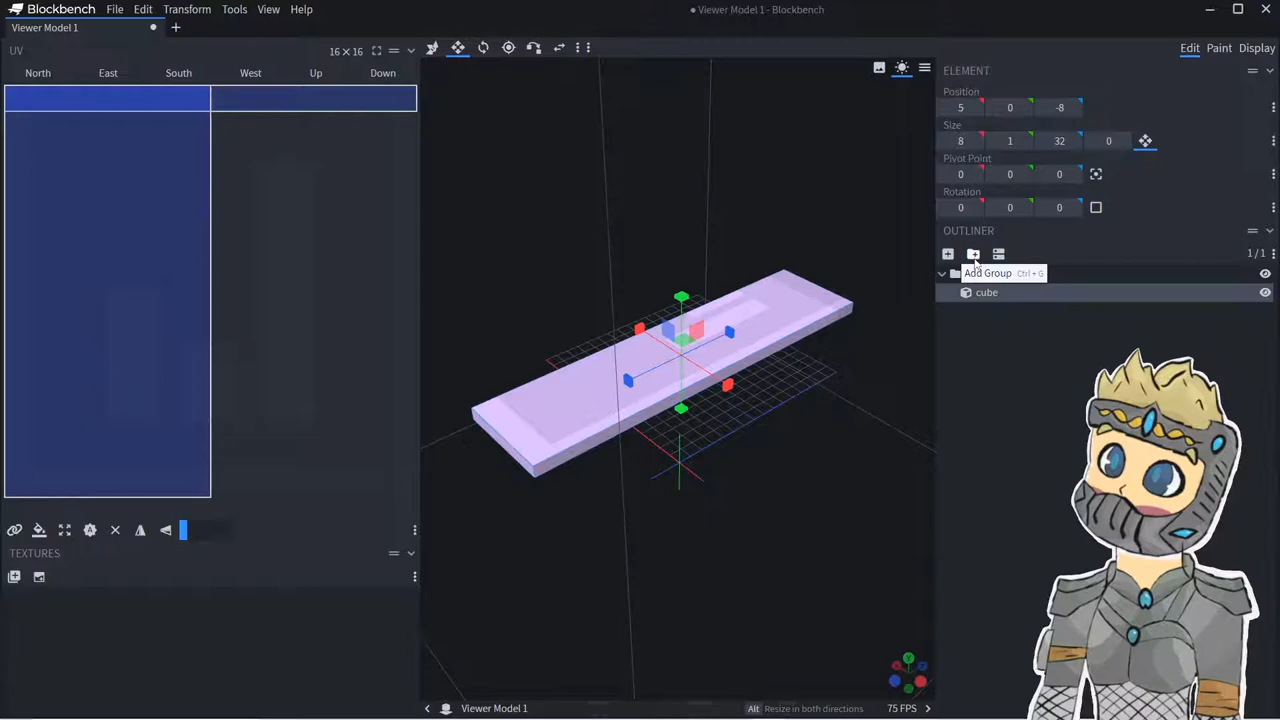 Blockbench File Edit Transform Tools View Help
Viewer Model 1 - Blockbench
Viewer Model 1
UV
16 × 16
North East South West Up Down
TEXTURES
Edit Paint Display
ELEMENT
Position
5 0 -8
Size
8 1 32 0
Pivot Point
0 0 0
Rotation
0 0 0
OUTLINER
1/1
Add Group Ctrl + G
cube
Viewer Model 1
Alt Resize in both directions 75 FPS